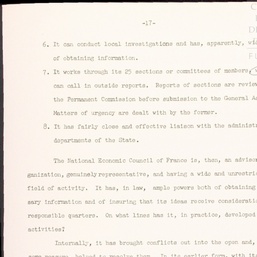 -17-
6. It can conduct local investigations and has, apparently,
of obtaining information.
7. It works through its 25 sections or committees of members,
can call in outside reports. Reports of sections are
the Permanent Commission before submission to the General
Matters of urgency are dealt with by the former.
8. It has fairly close and effective liaison with the
departments of the State.
The National Economic Council of France is, then, an
genuinely representative, and having a wide and
field of activity. It has, in law, ample powers both of
information and of insuring that its ideas receive
responsible quarters. On what lines has it, in practice,
activities?
Internally, it has brought conflicts out into the open and,